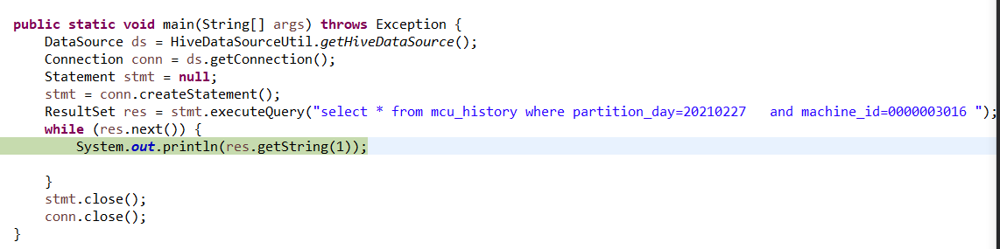 public static void main(String[] args) throws Exception {
    DataSource ds = HiveDataSourceUtil.getHiveDataSource();
    Connection conn = ds.getConnection();
    Statement stmt = null;
    stmt = conn.createStatement();
    ResultSet res = stmt.executeQuery("select * from mcu_history where partition_day=20210227   and machine_id=0000003016 ");
    while (res.next()) {
        System.out.println(res.getString(1));
    }
    stmt.close();
    conn.close();
}